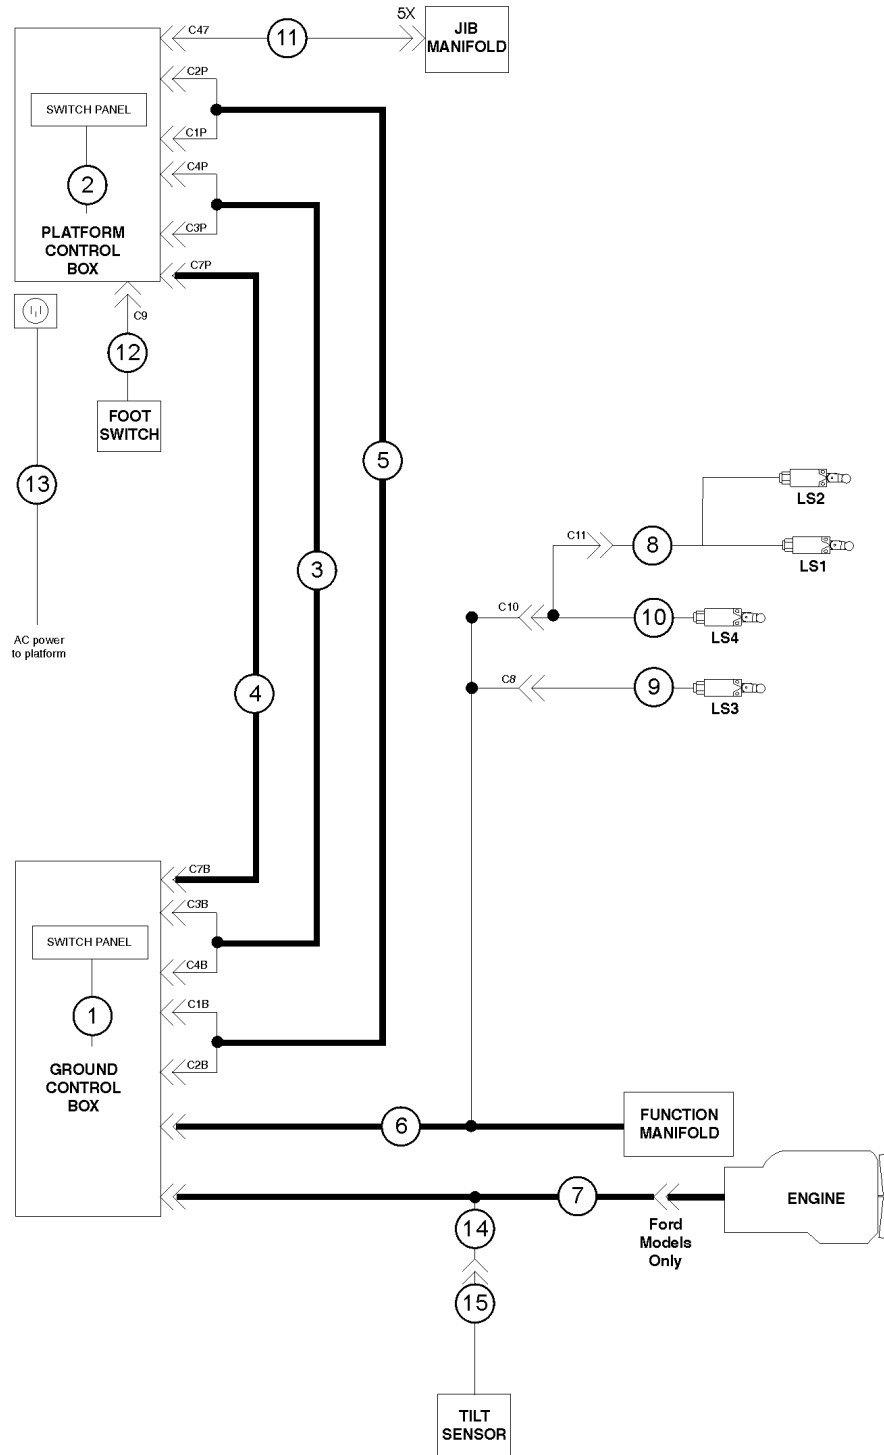 C47
11
5X
JIB
MANIFOLD
C2P
SWITCH PANEL
C1P
C4P
2
PLATFORM
CONTROL
BOX
C3P
C7P
C9
12
FOOT
SWITCH
13
AC power
to platform
5
3
4
LS2
C11
8
LS1
C10
10
LS4
C8
9
LS3
C7B
C3B
SWITCH PANEL
C4B
1
C1B
GROUND
CONTROL
BOX
C2B
6
FUNCTION
MANIFOLD
7
ENGINE
14
Ford
Models
Only
15
TILT
SENSOR